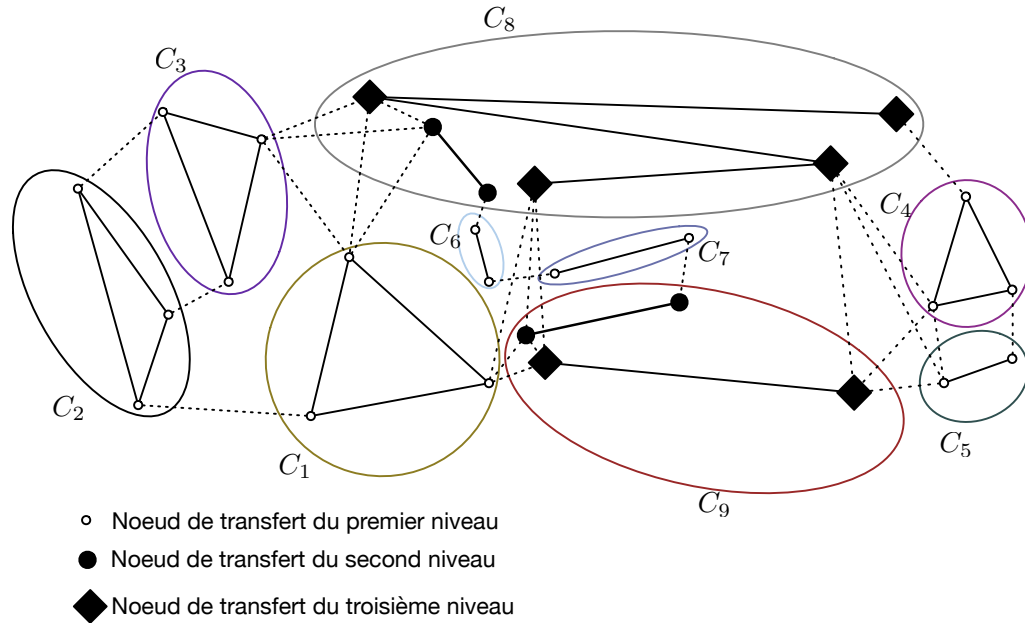 C8
C3
C4
C6
C7
C2
C1
C5
C9
Noeud de transfert du premier niveau
Noeud de transfert du second niveau
Noeud de transfert du troisième niveau